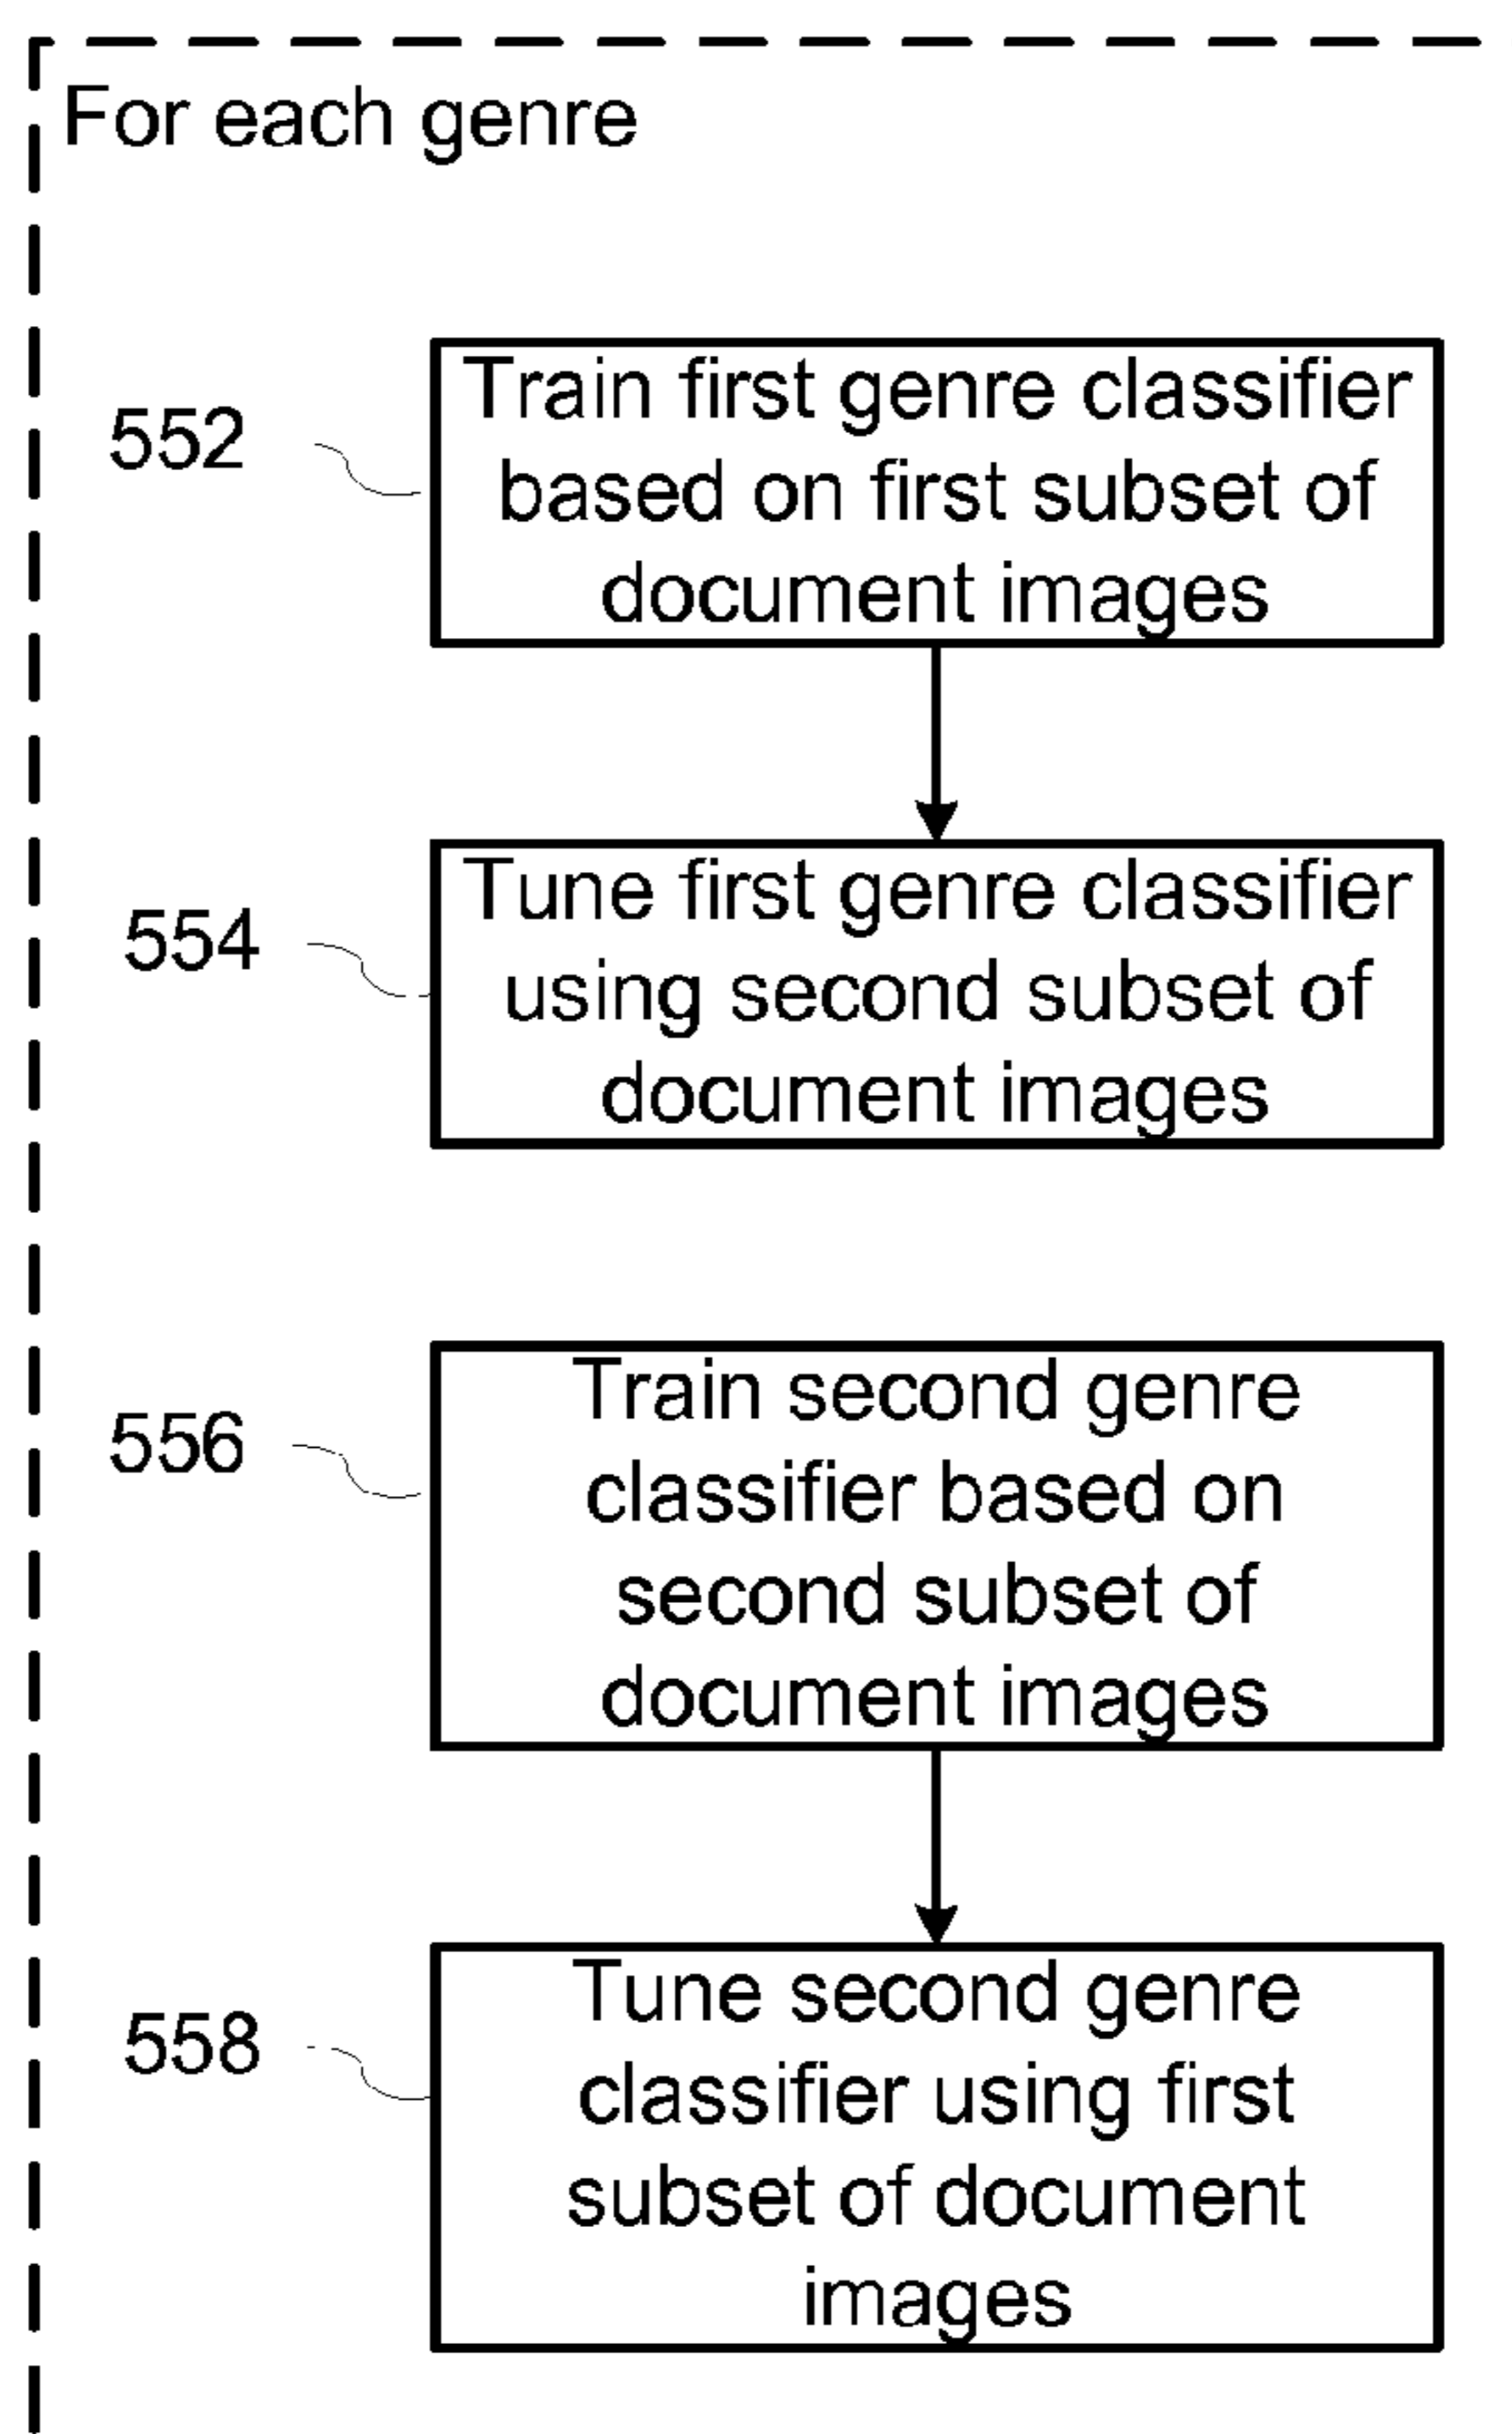 For each genre
552
Train first genre classifier
based on first subset of
document images
554
Tune first genre classifier
using second subset of
document images
556
Train second genre
classifier based on
second subset of
document images
558
Tune second genre
classifier using first
subset of document
images